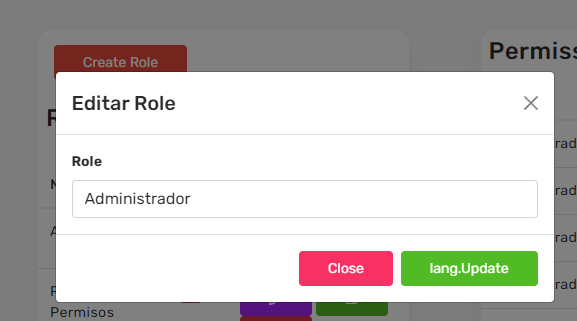 Create Role
Permiss
Editar Role
Role
Administrador
Close
lang.Update
Permisos